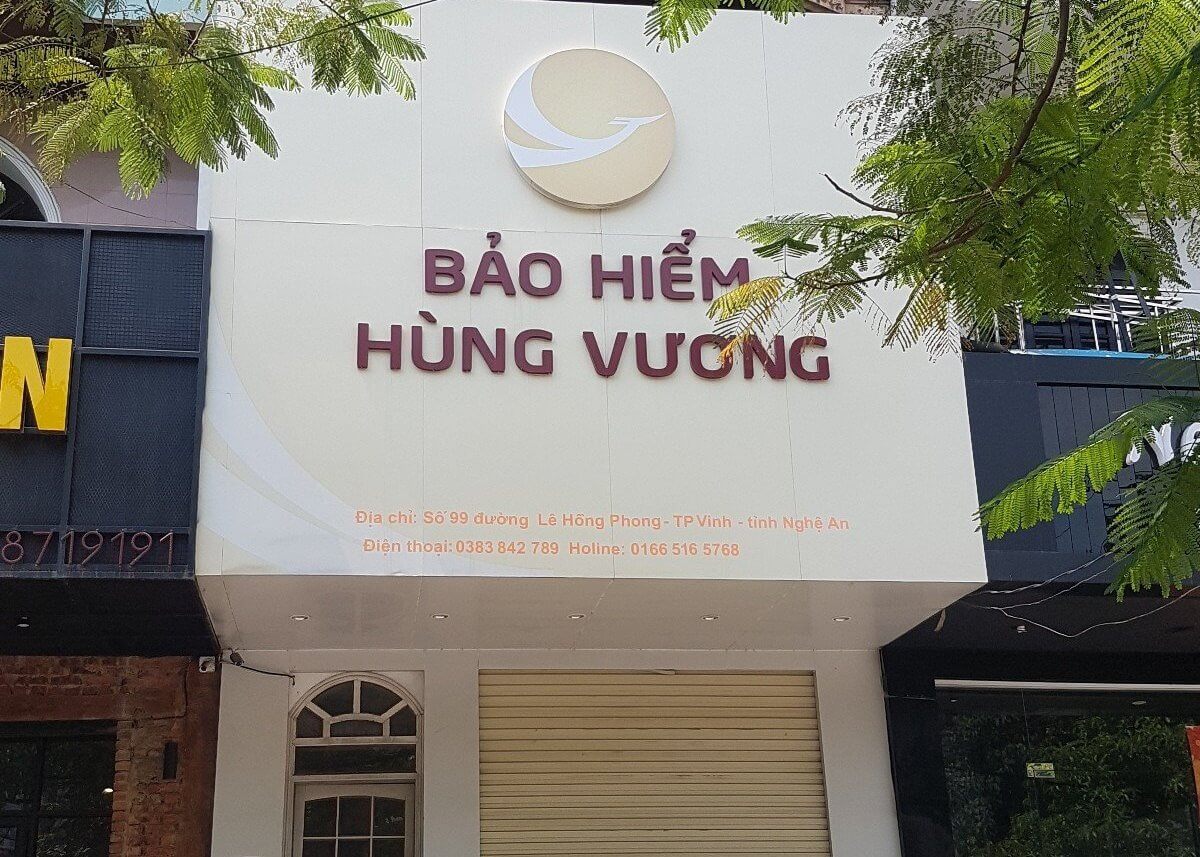 BẢO HIỂM
HÙNG VƯƠNG
Địa chỉ: Số 99 đường Lê Hồng Phong - TP Vinh - tỉnh Nghệ An
Điện thoại: 0383 842 789 Holine: 0166 516 5768
N
8719191